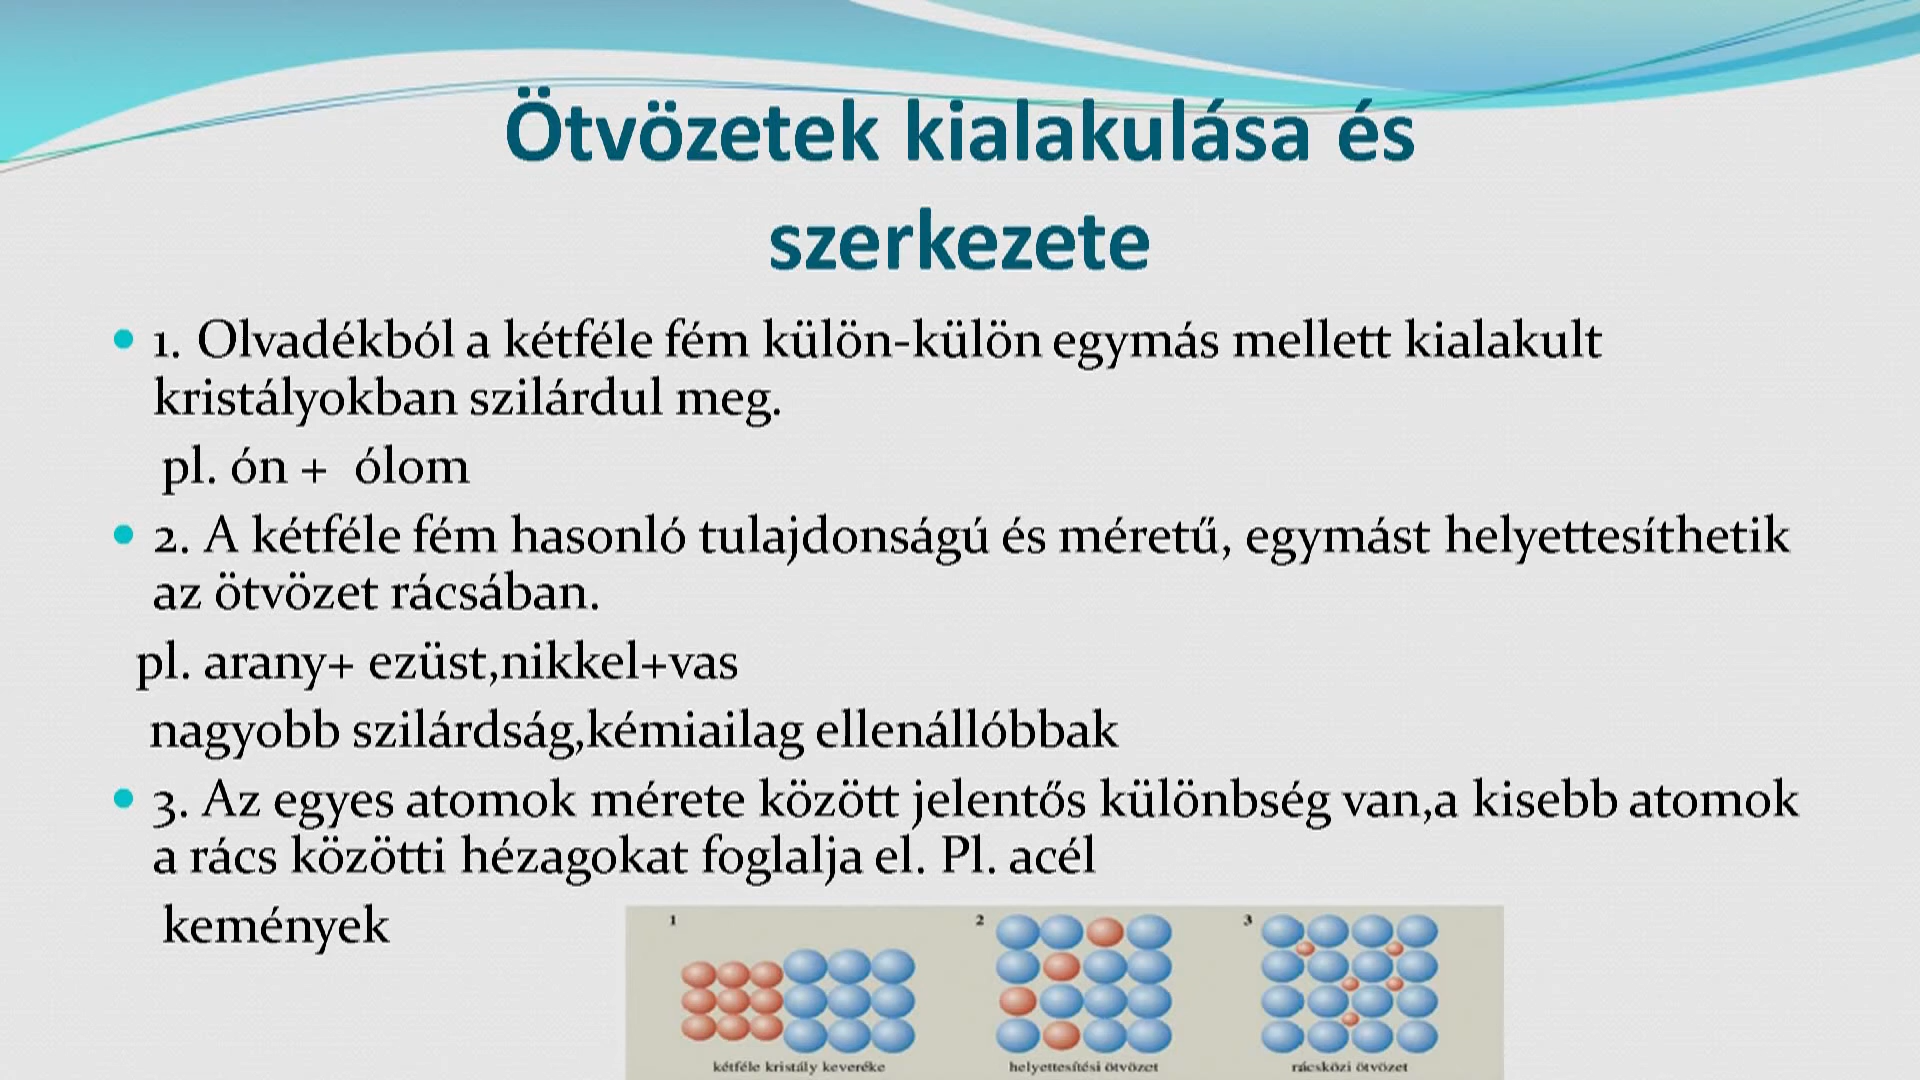 Ötvözetek kialakulása és
szerkezete
• 1. Olvadékból a kétféle fém külön-külön egymás mellett kialakult
kristályokban szilárdul meg.
pl. ón + ólom
• 2. A kétféle fém hasonló tulajdonságú és méretű, egymást helyettesíthetik
az ötvözet rácsában.
pl. arany+ ezüst,nikkel+vas
nagyobb szilárdság,kémiailag ellenállóbbak
• 3. Az egyes atomok mérete között jelentős különbség van,a kisebb atomok
a rács közötti hézagokat foglalja el. Pl. acél
kemények
1 2 3
kétféle kristály keveréke helyettesítési ötvözet rácsközi ötvözet